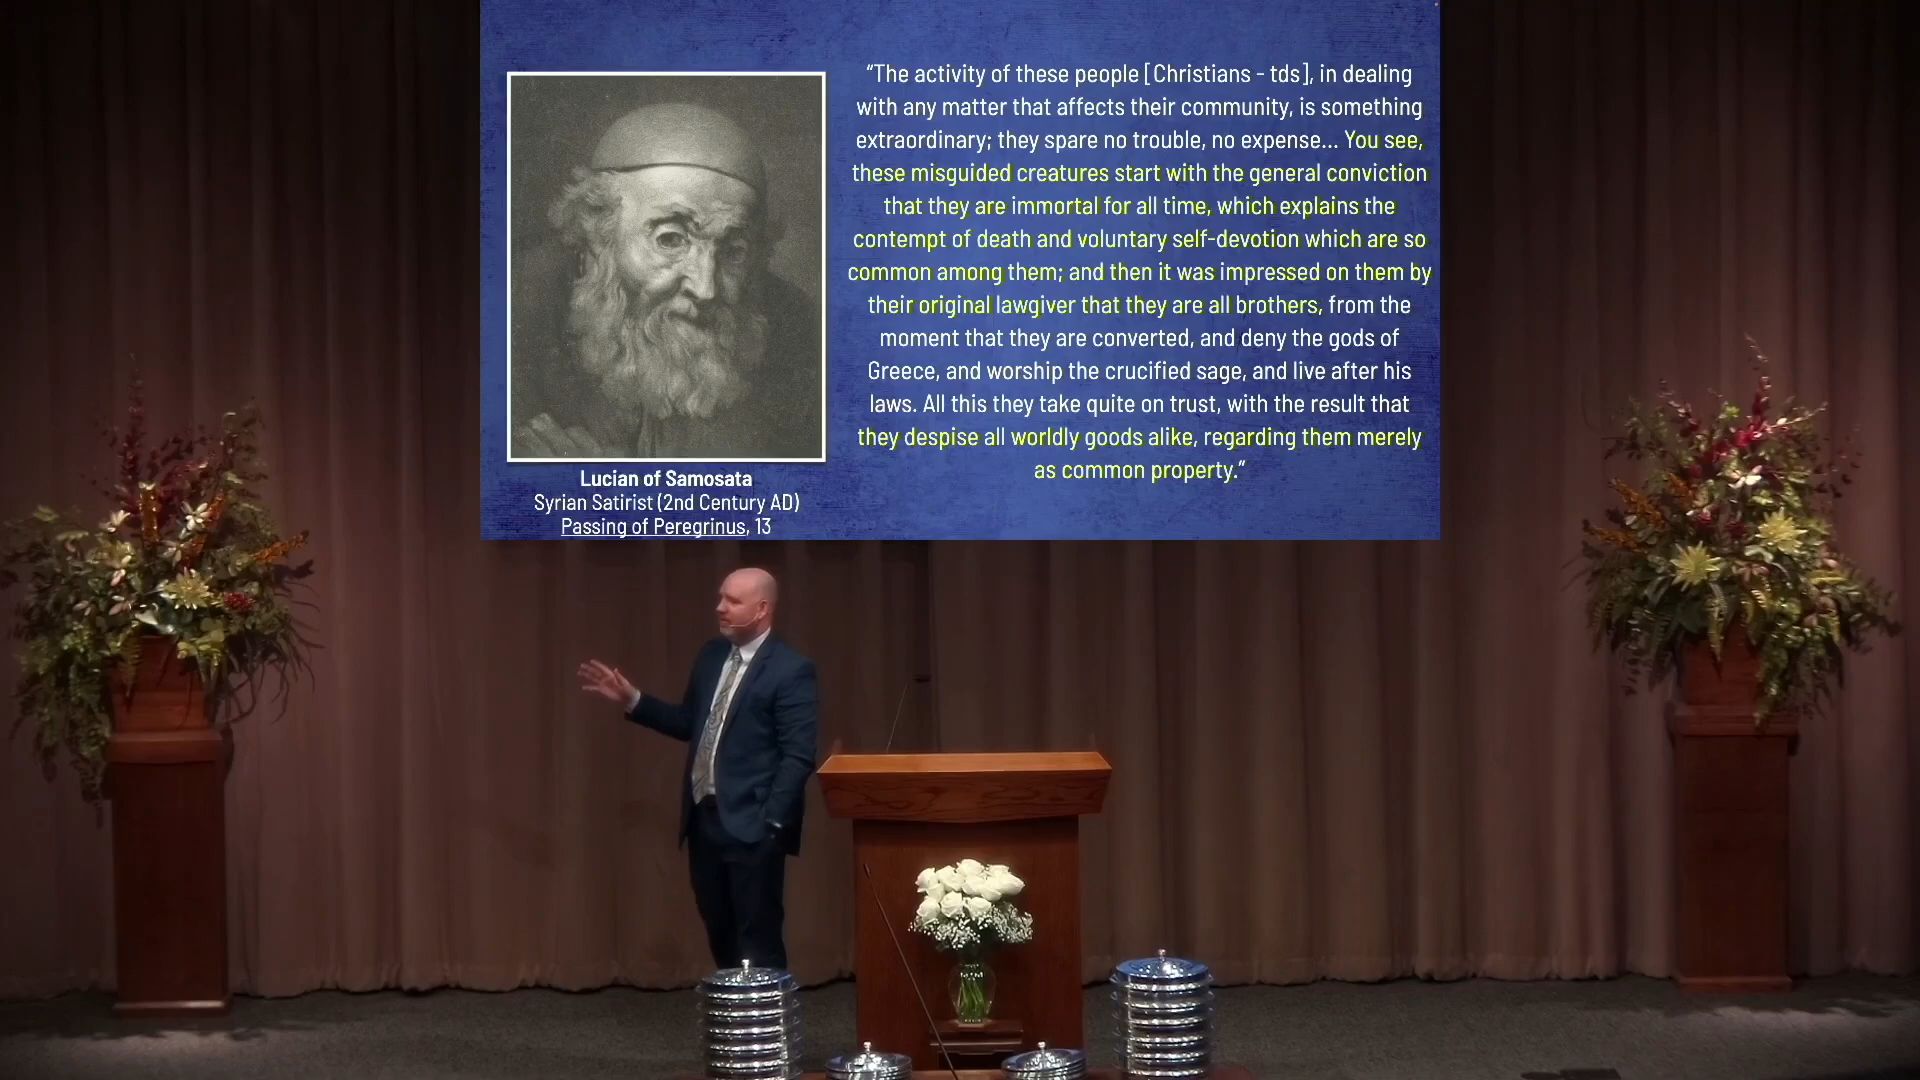 “The activity of these people [Christians - tds], in dealing
with any matter that affects their community, is something
extraordinary; they spare no trouble, no expense... You see,
these misguided creatures start with the general conviction
that they are immortal for all time, which explains the
contempt of death and voluntary self-devotion which are so
common among them; and then it was impressed on them by
their original lawgiver that they are all brothers, from the
moment that they are converted, and deny the gods of
Greece, and worship the crucified sage, and live after his
laws. All this they take quite on trust, with the result that
they despise all worldly goods alike, regarding them merely
as common property.”
Lucian of Samosata
Syrian Satirist (2nd Century AD)
Passing of Peregrinus, 13